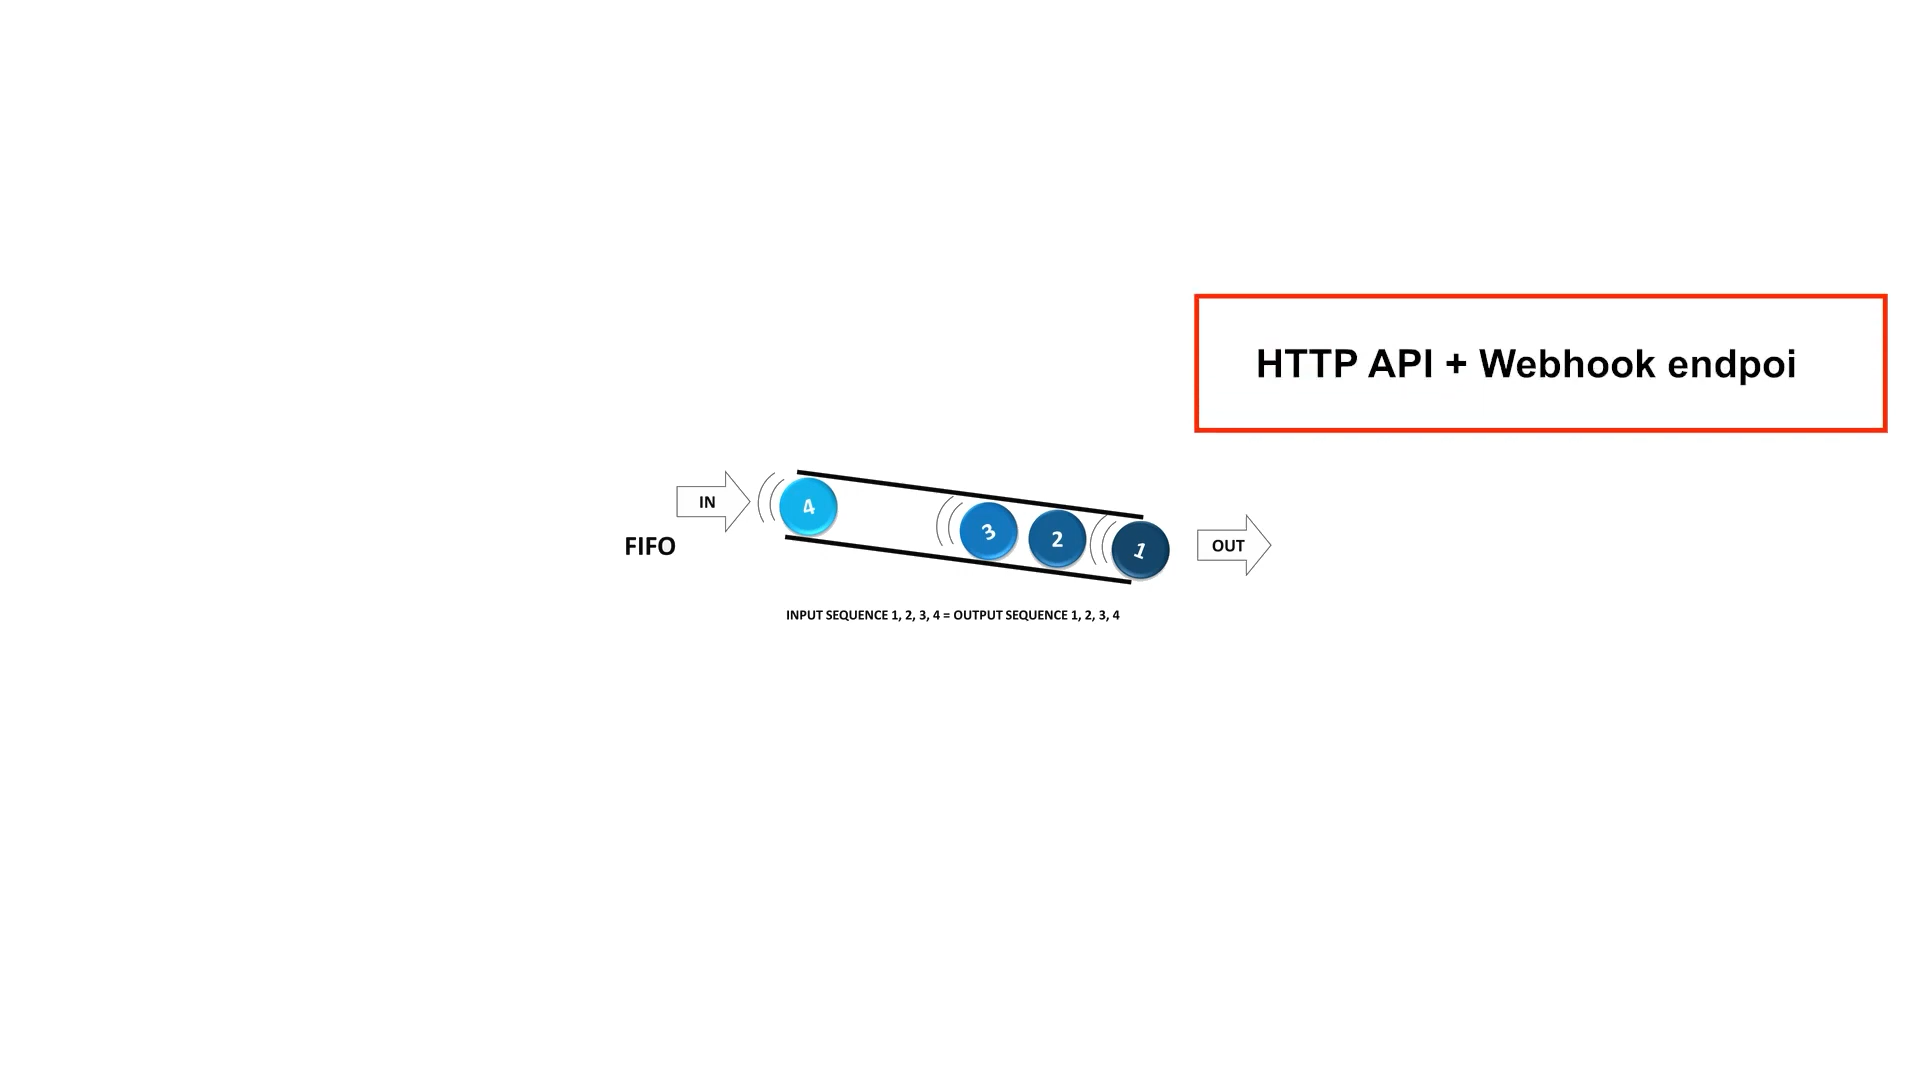 HTTP API + Webhook endpoi
IN
4
3
2
1
OUT
FIFO
INPUT SEQUENCE 1, 2, 3, 4 = OUTPUT SEQUENCE 1, 2, 3, 4